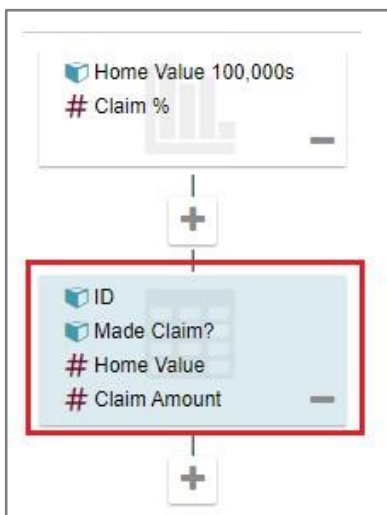 Home Value 100,000s
# Claim %
ID
Made Claim?
# Home Value
# Claim Amount